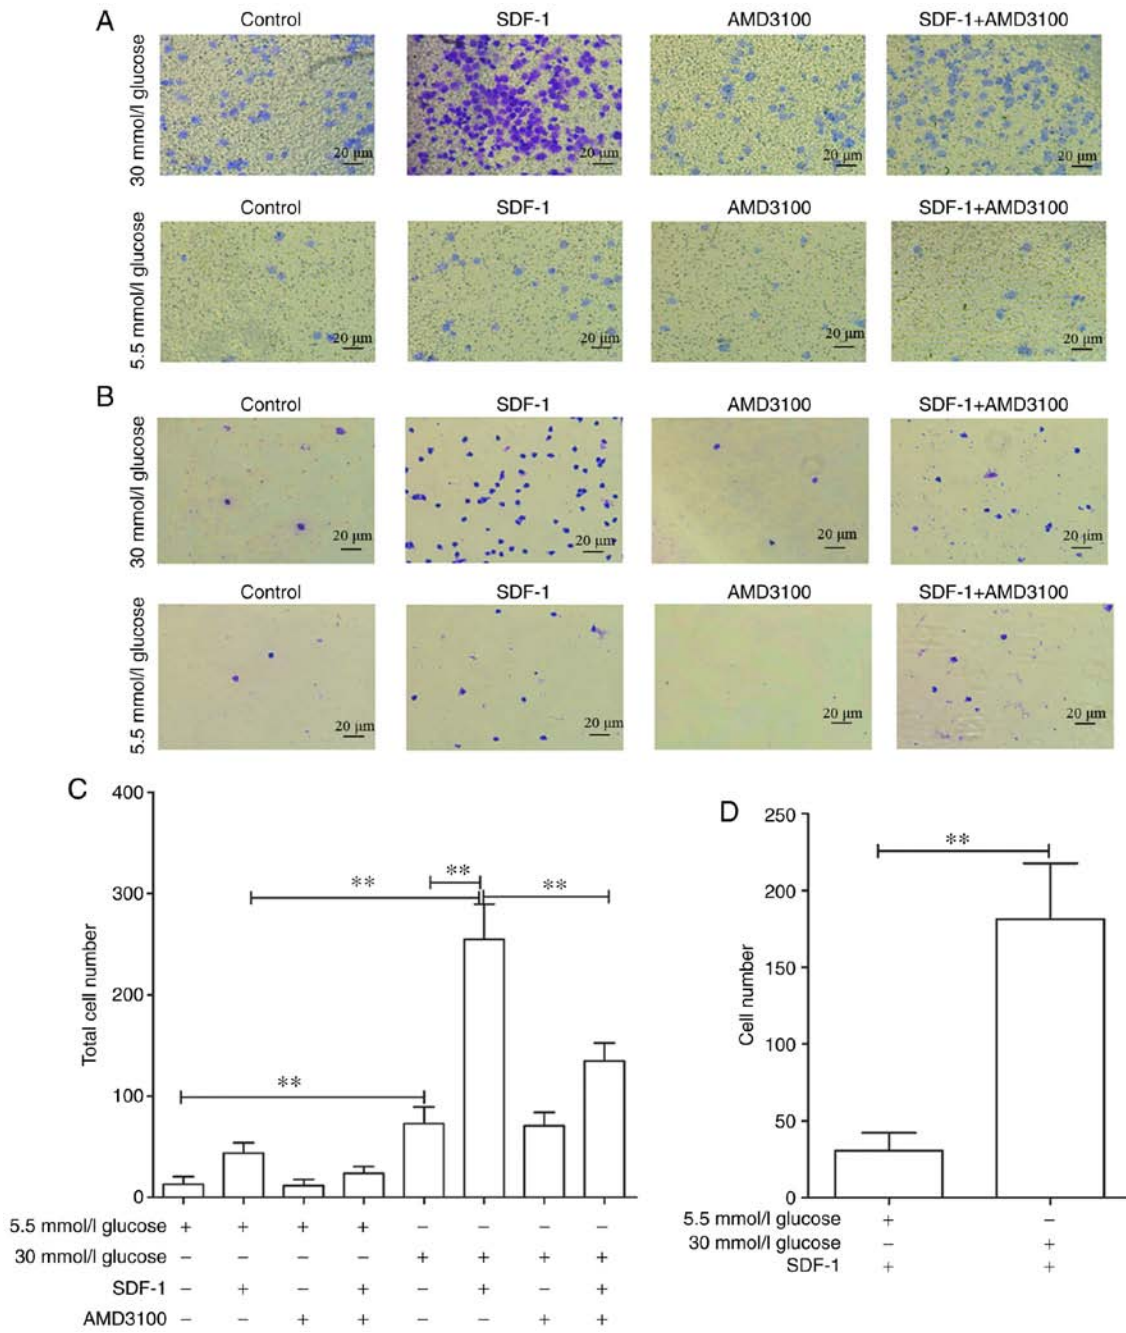 A
Control SDF-1 AMD3100 SDF-1+AMD3100
30 mmol/l glucose
20 µm 20 µm 20 µm 20 µm
Control SDF-1 AMD3100 SDF-1+AMD3100
5.5 mmol/l glucose
20 µm 20 µm 20 µm 20 µm
B
Control SDF-1 AMD3100 SDF-1+AMD3100
30 mmol/l glucose
20 µm 20 µm 20 µm 20 µm
Control SDF-1 AMD3100 SDF-1+AMD3100
5.5 mmol/l glucose
20 µm 20 µm 20 µm 20 µm
C
Total cell number
400
300
200
100
0
** ** **
**
5.5 mmol/l glucose + + + + – – – –
30 mmol/l glucose – – – – + + + +
SDF-1 – + – + – + – +
AMD3100 – – + + – – + +
D
Cell number
250
200
150
100
50
0
**
5.5 mmol/l glucose + –
30 mmol/l glucose – +
SDF-1 + +